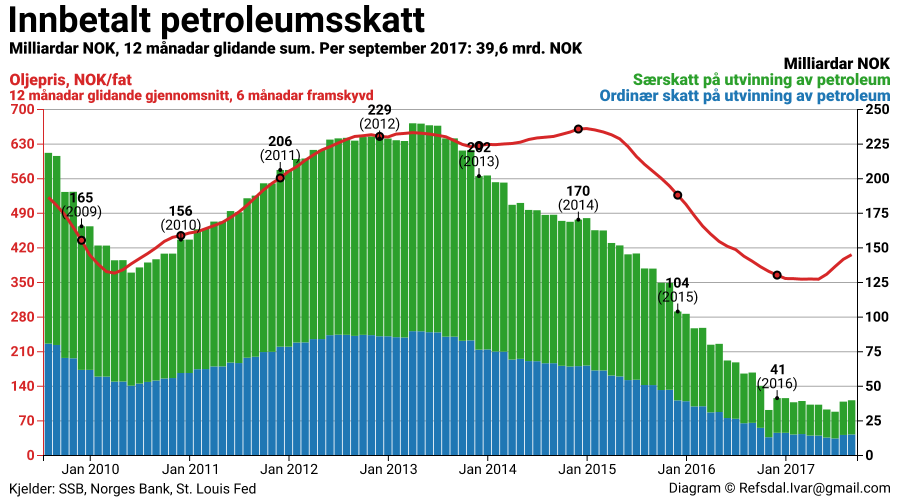 Innbetalt petroleumsskatt
Milliardar NOK, 12 månadar glidande sum. Per september 2017: 39,6 mrd. NOK
Milliardar NOK
Oljepris, NOK/fat
Særskatt på utvinning av petroleum
12 månadar glidande gjennomsnitt, 6 månadar framskyvd
Ordinær skatt på utvinning av petroleum
700
250
630
225
560
200
490
175
420
150
350
125
280
100
210
75
140
50
70
25
0
0
165
(2009)
156
(2010)
206
(2011)
229
(2012)
202
(2013)
170
(2014)
104
(2015)
41
(2016)
Jan 2010
Jan 2011
Jan 2012
Jan 2013
Jan 2014
Jan 2015
Jan 2016
Jan 2017
Kjelder: SSB, Norges Bank, St. Louis Fed
Diagram © Refsdal.Ivar@gmail.com